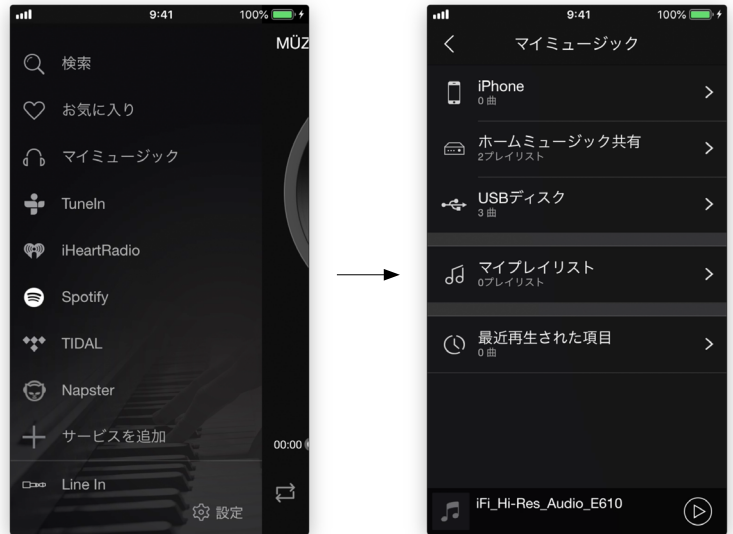 9:41
100%
MÜZ
検索
お気に入り
マイミュージック
TuneIn
iHeartRadio
Spotify
TIDAL
Napster
サービスを追加
00:00
Line In
設定
9:41
100%
マイミュージック
iPhone
0 曲
ホームミュージック共有
2プレイリスト
USBディスク
3 曲
マイプレイリスト
0プレイリスト
最近再生された項目
0 曲
iFi_Hi-Res_Audio_E610